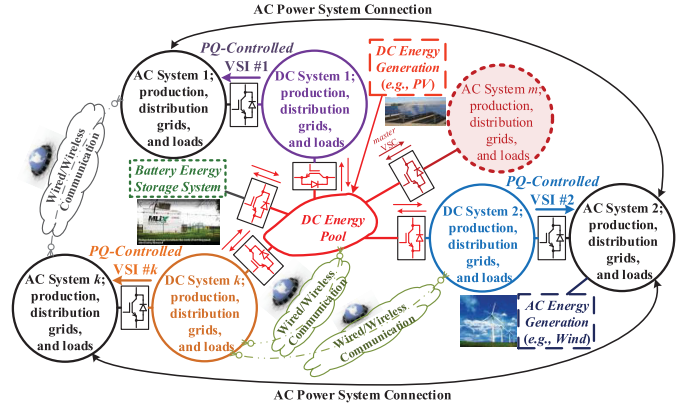 AC Power System Connection
PQ-Controlled
VSI #1
AC System 1;
production,
distribution
grids,
and loads
DC System 1;
production,
distribution
grids,
and loads
DC Energy
Generation
(e.g., PV)
AC System m;
production,
distribution
grids,
and loads
master
VSC
Wired/Wireless
Communication
Battery Energy
Storage System
DC Energy
Pool
PQ-Controlled
VSI #2
DC System 2;
production,
distribution
grids,
and loads
AC System 2;
production,
distribution
grids,
and loads
PQ-Controlled
VSI #k
AC System k;
production,
distribution
grids,
and loads
DC System k;
production,
distribution
grids,
and loads
Wired/Wireless
Communication
Wired/Wireless
Communication
AC Energy
Generation
(e.g., Wind)
AC Power System Connection